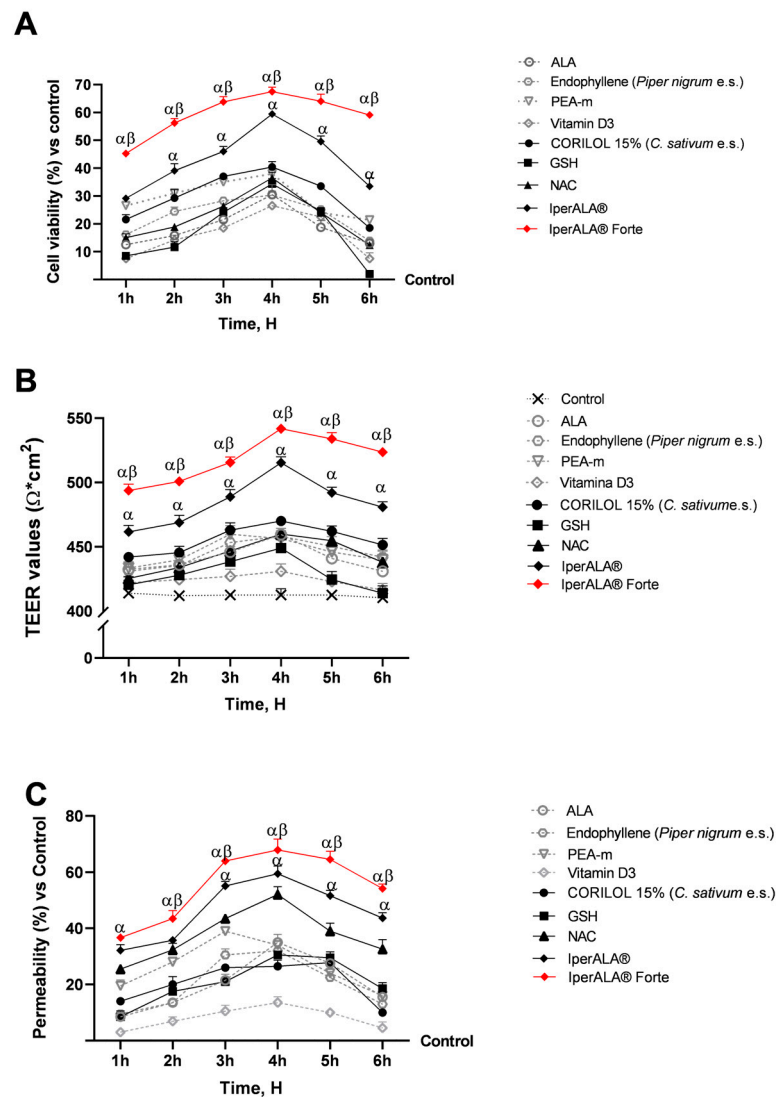 A
αβ
αβ
αβ
αβ
αβ
αβ
α
α
α
α
α
70
60
50
40
30
20
10
Cell viability (%) vs control
1h 2h 3h 4h 5h 6h
Time, H
Control
ALA
Endophyllene (Piper nigrum e.s.)
PEA-m
Vitamin D3
CORILOL 15% (C. sativum e.s.)
GSH
NAC
IperALA®
IperALA® Forte
B
αβ
αβ
αβ
αβ
αβ
αβ
α
α
α
α
α
α
550
500
450
400
0
TEER values (Ω*cm²)
1h 2h 3h 4h 5h 6h
Time, H
Control
ALA
Endophyllene (Piper nigrum e.s.)
PEA-m
Vitamina D3
CORILOL 15% (C. sativume.s.)
GSH
NAC
IperALA®
IperALA® Forte
C
α
αβ
αβ
αβ
αβ
αβ
α
α
α
α
80
60
40
20
Permeability (%) vs Control
1h 2h 3h 4h 5h 6h
Time, H
Control
ALA
Endophyllene (Piper nigrum e.s.)
PEA-m
Vitamin D3
CORILOL 15% (C. sativum e.s.)
GSH
NAC
IperALA®
IperALA® Forte